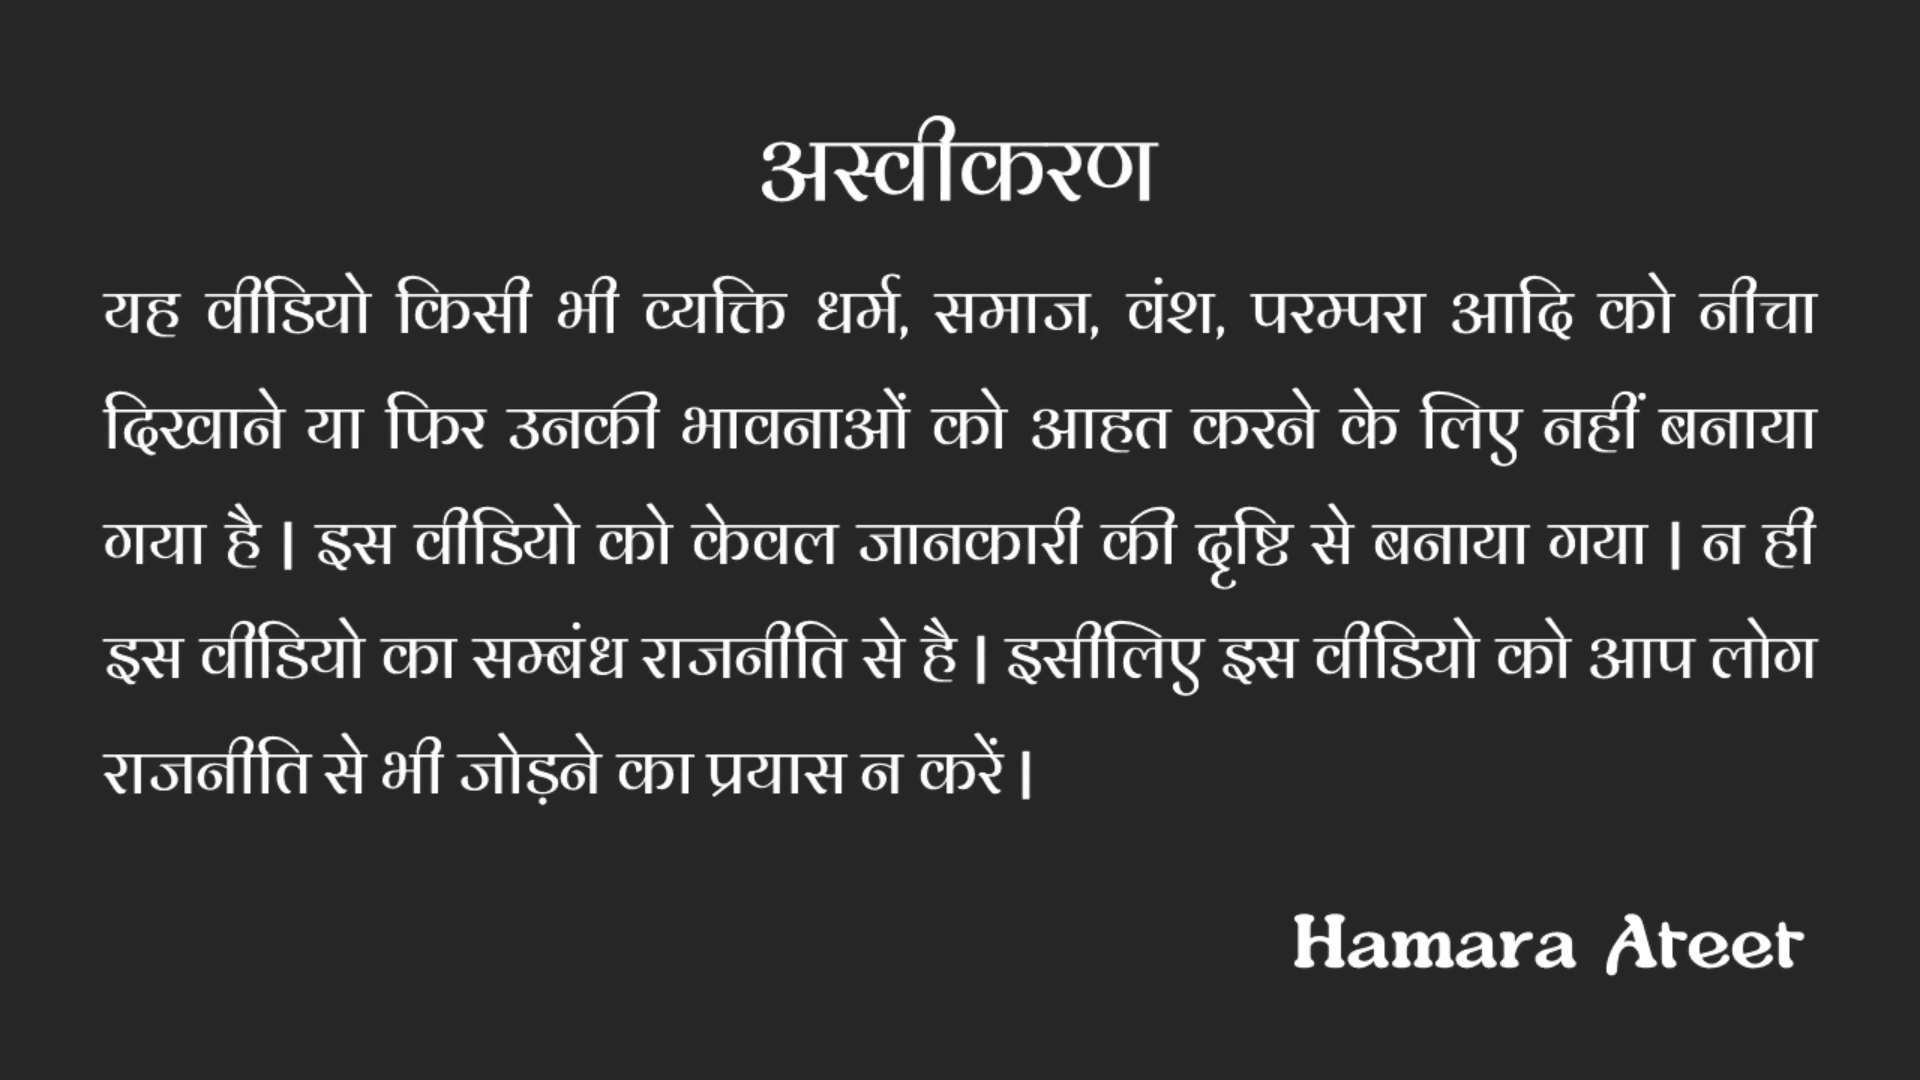 अस्वीकरण
यह वीडियो किसी भी व्यक्ति धर्म, समाज, वंश, परम्परा आदि को नीचा
दिखाने या फिर उनकी भावनाओं को आहत करने के लिए नहीं बनाया
गया है | इस वीडियो को केवल जानकारी की दृष्टि से बनाया गया | न ही
इस वीडियो का सम्बंध राजनीति से है | इसीलिए इस वीडियो को आप लोग
राजनीति से भी जोड़ने का प्रयास न करें |
Hamara Ateet